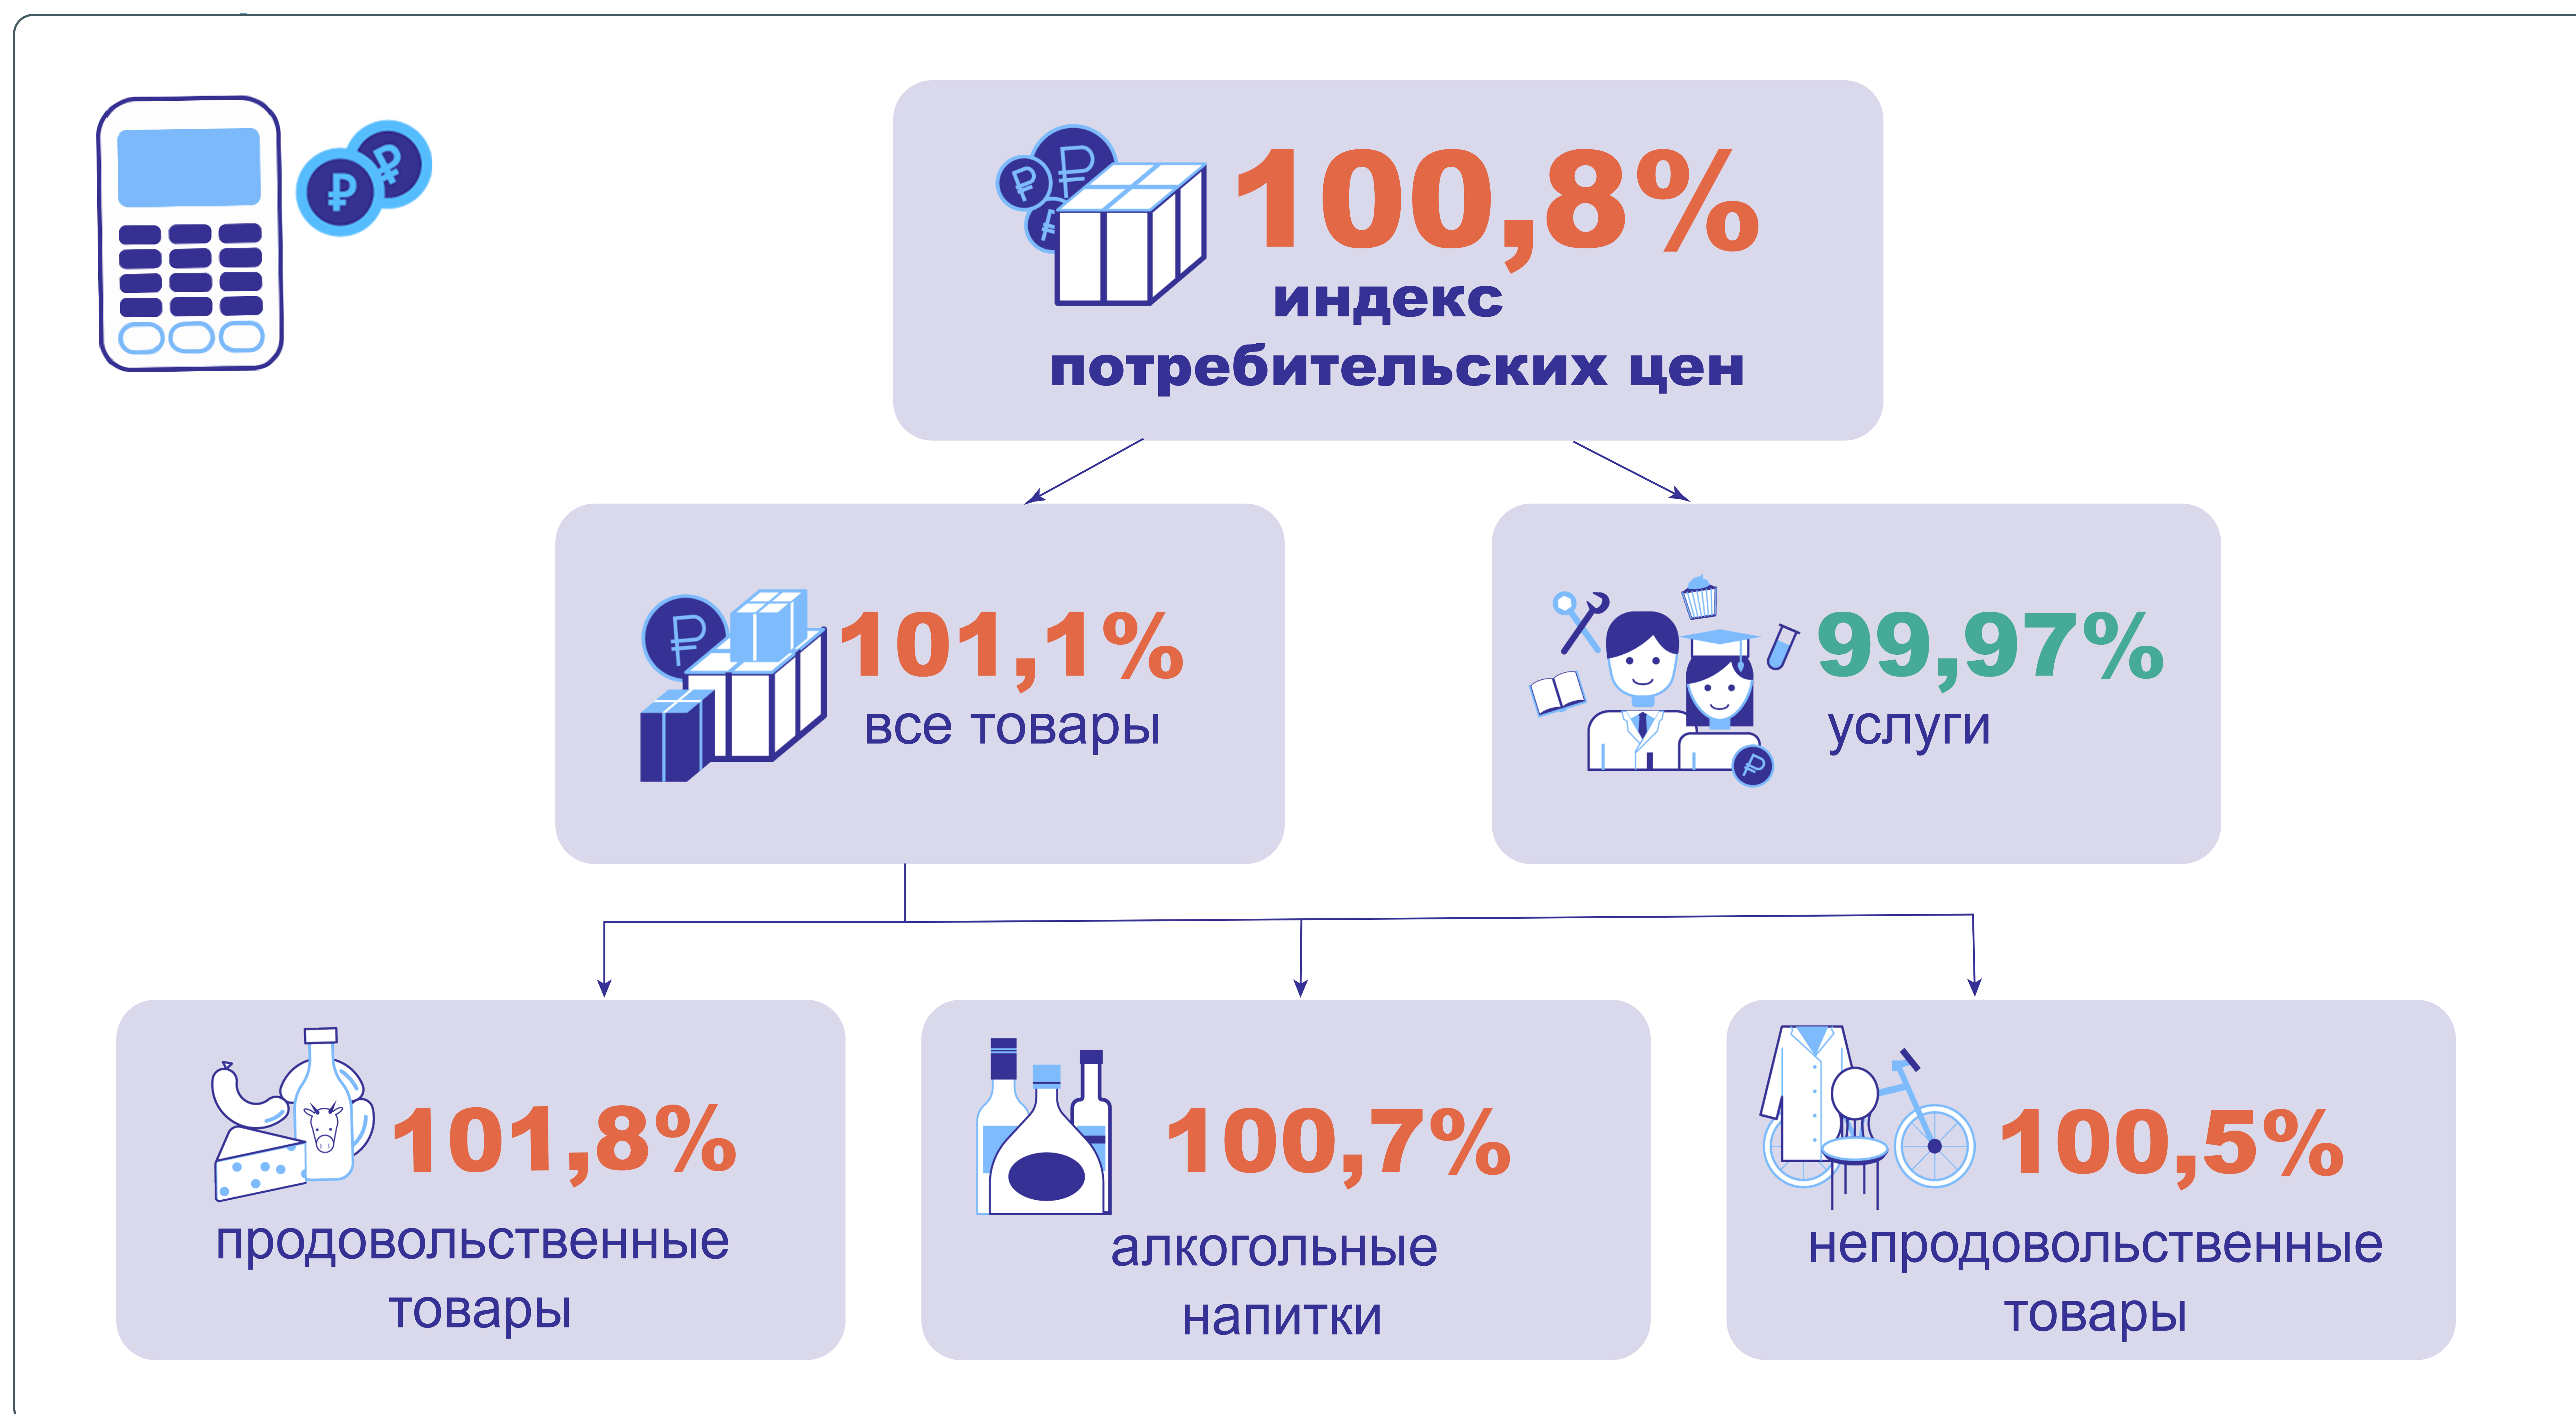 100,8%
индекс
потребительских цен
101,1%
все товары
99,97%
услуги
101,8%
продовольственные
товары
100,7%
алкогольные
напитки
100,5%
непродовольственные
товары